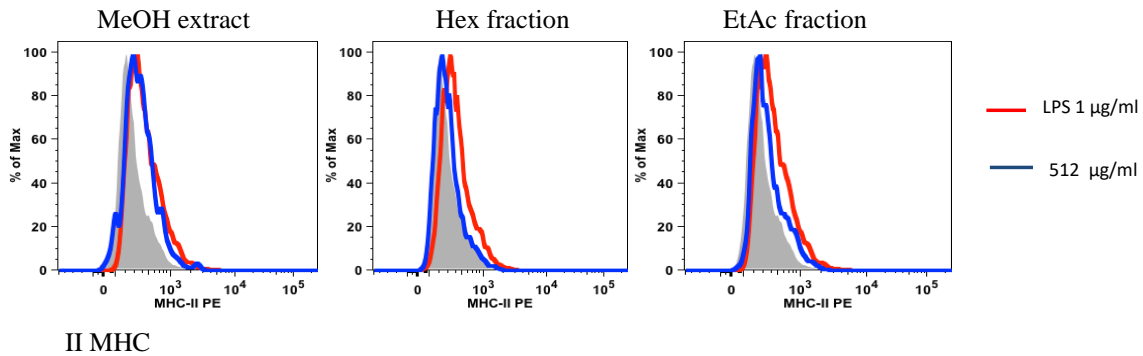 MeOH extract
Hex fraction
EtAc fraction
% of Max
100
80
60
40
20
0
0 10³ 10⁴ 10⁵
MHC-II PE
% of Max
100
80
60
40
20
0
0 10³ 10⁴ 10⁵
MHC-II PE
% of Max
100
80
60
40
20
0
0 10³ 10⁴ 10⁵
MHC-II PE
LPS 1 µg/ml
512 µg/ml
II MHC